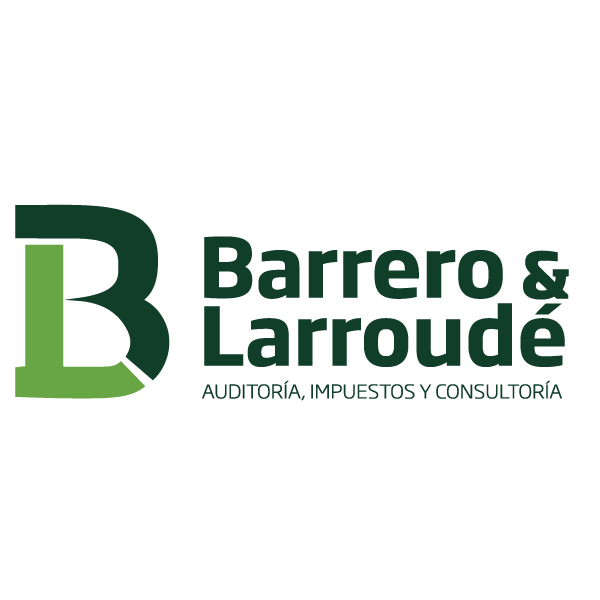 Barrero &
Larroudé
AUDITORÍA, IMPUESTOS Y CONSULTORÍA